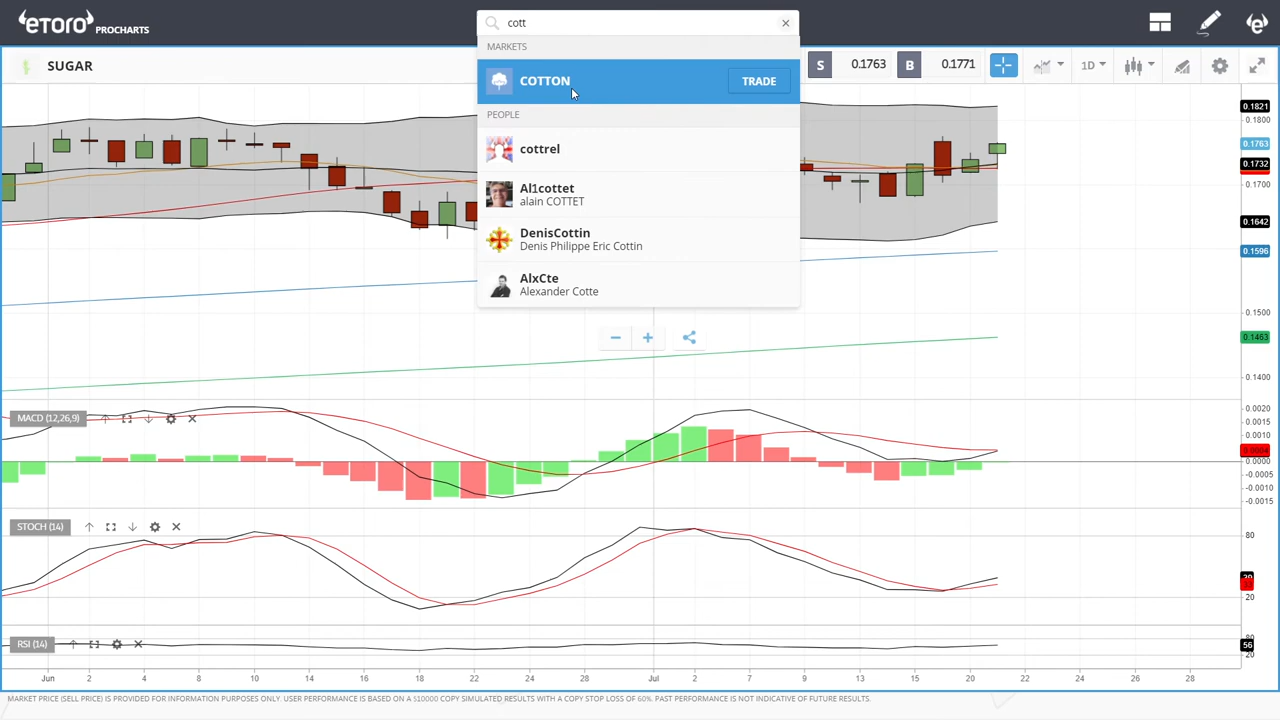 etoro PROCHARTS
cott
MARKETS
SUGAR
S 0.1763 B 0.1771 1D
COTTON TRADE
PEOPLE
cottrel
Al1cottet
alain COTTET
DenisCottin
Denis Philippe Eric Cottin
AlxCte
Alexander Cotte
0.1821
0.1800
0.1763
0.1732
0.1700
0.1642
0.1596
0.1500
0.1463
0.1400
MACD (12,26,9)
0.0020
0.0015
0.0004
0.0000
-0.0005
-0.0010
-0.0015
STOCH (14)
80
20
RSI (14)
80
56
20
Jun 2 4 8 10 14 16 18 22 24 28 Jul 2 7 9 13 15 20 22 24 26 28
MARKET PRICE (SELL PRICE) IS PROVIDED FOR INFORMATION PURPOSES ONLY. USER PERFORMANCE IS BASED ON A $10000 COPY SIMULATED RESULTS WITH A COPY STOP LOSS OF 60%. PAST PERFORMANCE IS NOT INDICATIVE OF FUTURE RESULTS.